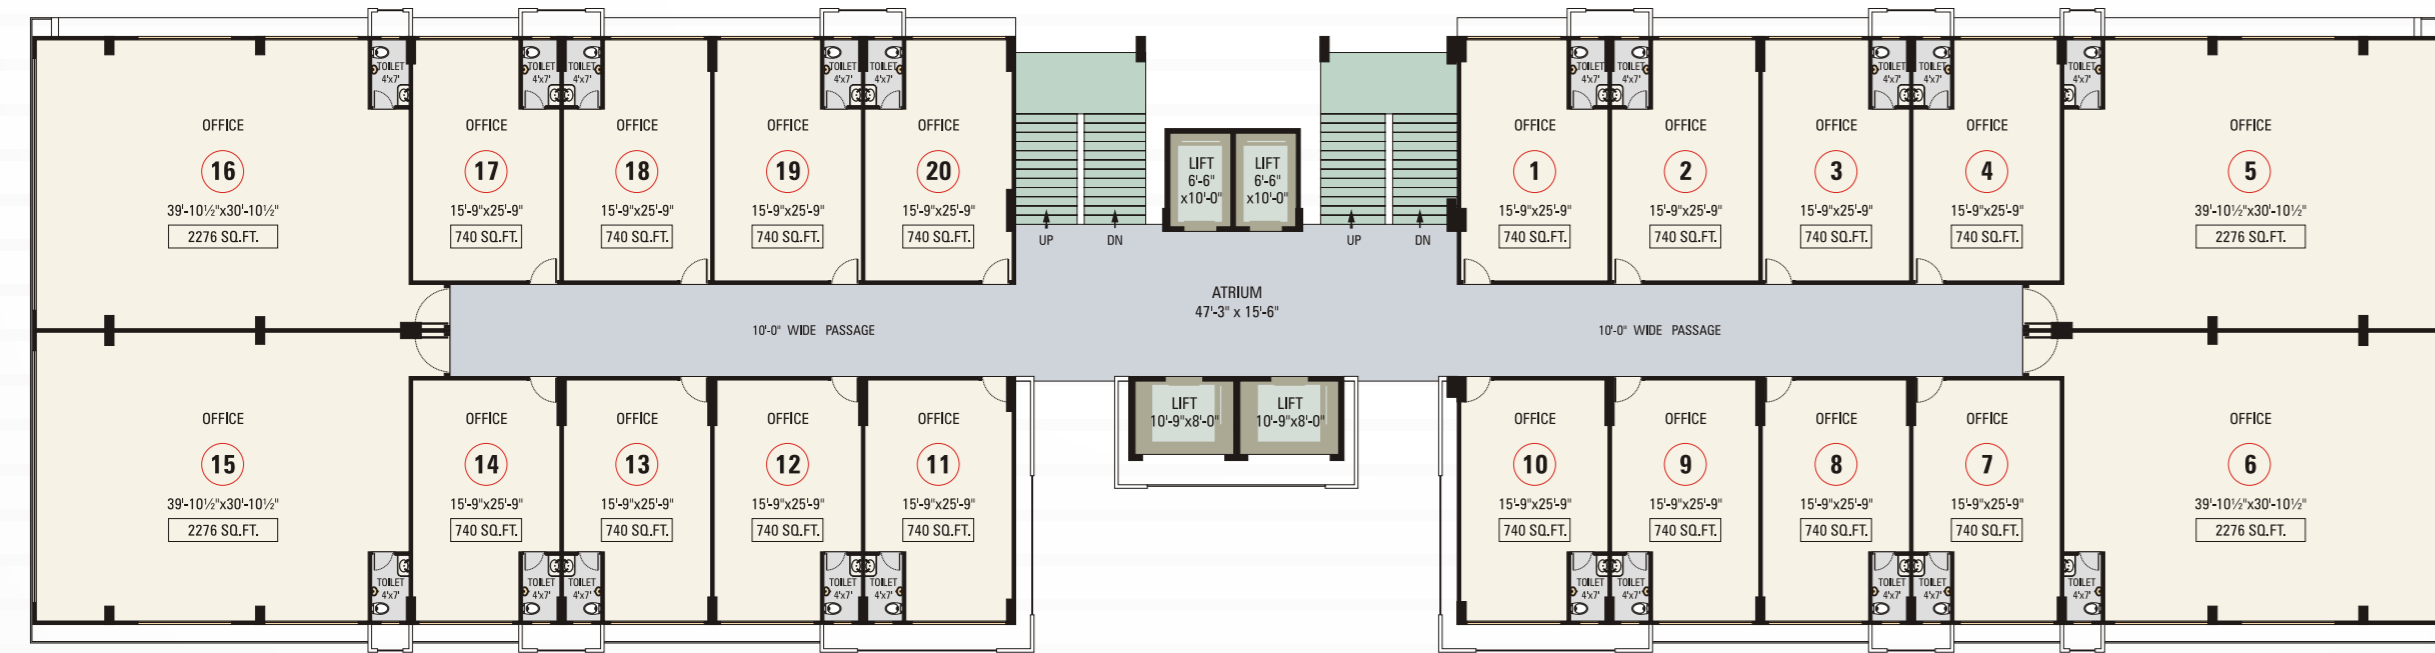 TOILET
4'x7'
OFFICE
16
39'-10½"x30'-10½"
2276 SQ.FT.
TOILET
4'x7'
OFFICE
17
15'-9"x25'-9"
740 SQ.FT.
TOILET
4'x7'
OFFICE
18
15'-9"x25'-9"
740 SQ.FT.
TOILET
4'x7'
OFFICE
19
15'-9"x25'-9"
740 SQ.FT.
TOILET
4'x7'
OFFICE
20
15'-9"x25'-9"
740 SQ.FT.
UP
DN
LIFT
6'-6"
x10'-0"
LIFT
6'-6"
x10'-0"
UP
DN
TOILET
4'x7'
OFFICE
1
15'-9"x25'-9"
740 SQ.FT.
TOILET
4'x7'
OFFICE
2
15'-9"x25'-9"
740 SQ.FT.
TOILET
4'x7'
OFFICE
3
15'-9"x25'-9"
740 SQ.FT.
TOILET
4'x7'
OFFICE
4
15'-9"x25'-9"
740 SQ.FT.
TOILET
4'x7'
OFFICE
5
39'-10½"x30'-10½"
2276 SQ.FT.
10'-0" WIDE PASSAGE
ATRIUM
47'-3" x 15'-6"
10'-0" WIDE PASSAGE
OFFICE
15
39'-10½"x30'-10½"
2276 SQ.FT.
TOILET
4'x7'
OFFICE
14
15'-9"x25'-9"
740 SQ.FT.
TOILET
4'x7'
OFFICE
13
15'-9"x25'-9"
740 SQ.FT.
TOILET
4'x7'
OFFICE
12
15'-9"x25'-9"
740 SQ.FT.
TOILET
4'x7'
OFFICE
11
15'-9"x25'-9"
740 SQ.FT.
TOILET
4'x7'
LIFT
10'-9"x8'-0"
LIFT
10'-9"x8'-0"
OFFICE
10
15'-9"x25'-9"
740 SQ.FT.
TOILET
4'x7'
OFFICE
9
15'-9"x25'-9"
740 SQ.FT.
TOILET
4'x7'
OFFICE
8
15'-9"x25'-9"
740 SQ.FT.
TOILET
4'x7'
OFFICE
7
15'-9"x25'-9"
740 SQ.FT.
TOILET
4'x7'
OFFICE
6
39'-10½"x30'-10½"
2276 SQ.FT.
TOILET
4'x7'